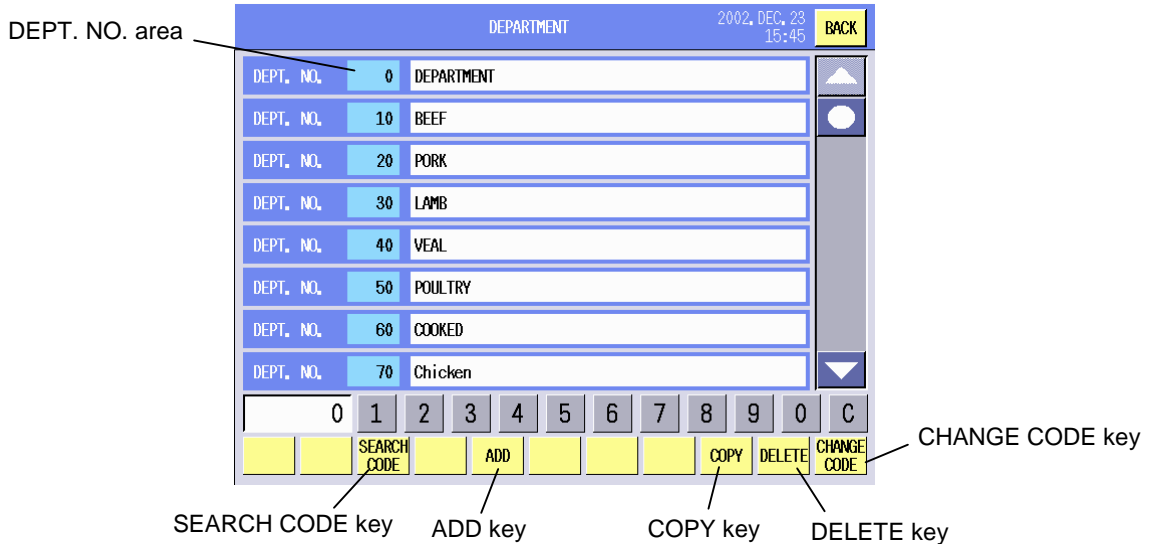 DEPT. NO. area
DEPARTMENT
2002. DEC. 23
15:45
BACK
DEPT. NO. 0 DEPARTMENT
DEPT. NO. 10 BEEF
DEPT. NO. 20 PORK
DEPT. NO. 30 LAMB
DEPT. NO. 40 VEAL
DEPT. NO. 50 POULTRY
DEPT. NO. 60 COOKED
DEPT. NO. 70 Chicken
0 1 2 3 4 5 6 7 8 9 0 C
SEARCH
CODE
ADD
COPY
DELETE
CHANGE
CODE
CHANGE CODE key
SEARCH CODE key
ADD key
COPY key
DELETE key